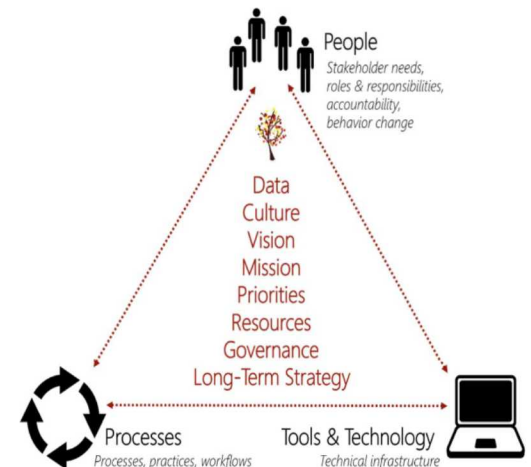 People
Stakeholder needs,
roles & responsibilities,
accountability,
behavior change
Data
Culture
Vision
Mission
Priorities
Resources
Governance
Long-Term Strategy
Processes
Processes, practices, workflows
Tools & Technology
Technical infrastructure